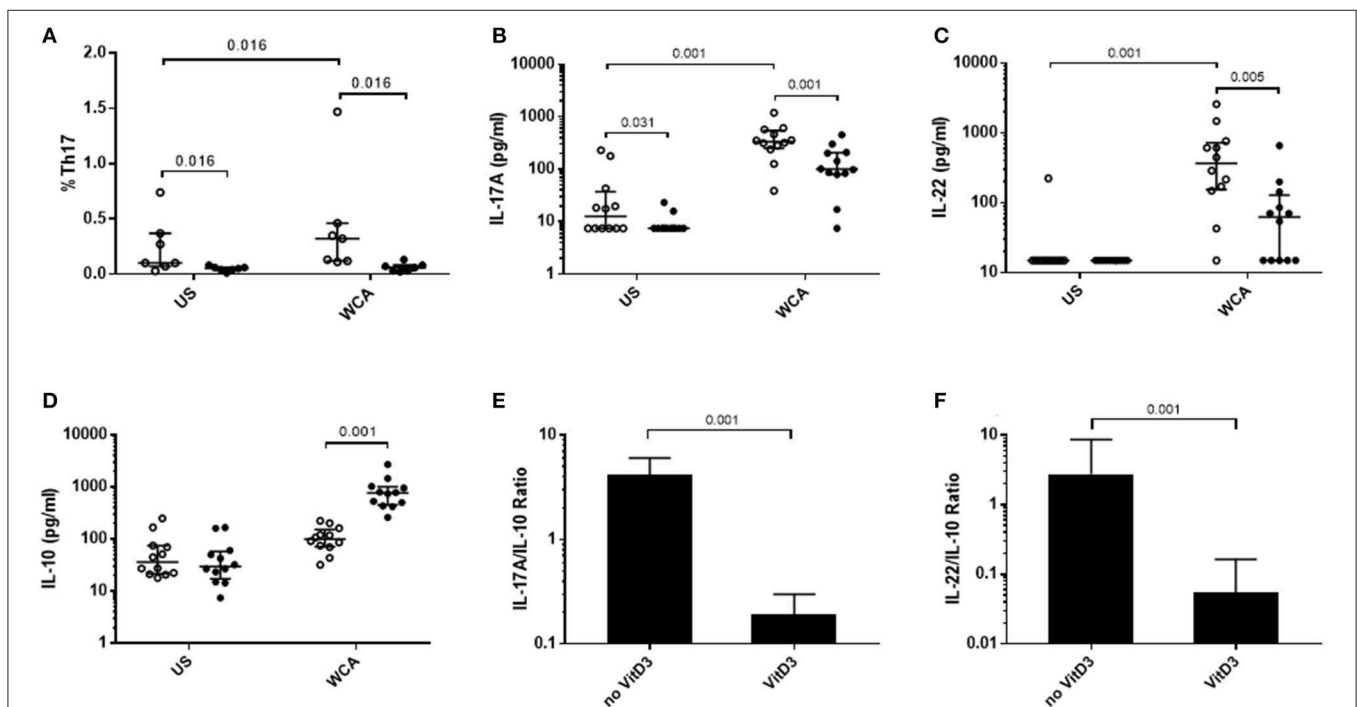 A
0.016
2.0
1.5
1.0
0.5
0.0
% Th17
0.016
0.016
US
WCA
B
0.001
10000
1000
100
10
1
IL-17A (pg/ml)
0.031
0.001
US
WCA
C
0.001
10000
1000
100
10
IL-22 (pg/ml)
0.005
US
WCA
D
10000
1000
100
10
1
IL-10 (pg/ml)
0.001
US
WCA
E
0.001
10
1
0.1
IL-17A/IL-10 Ratio
no VitD3
VitD3
F
0.001
10
1
0.1
0.01
IL-22/IL-10 Ratio
no VitD3
VitD3